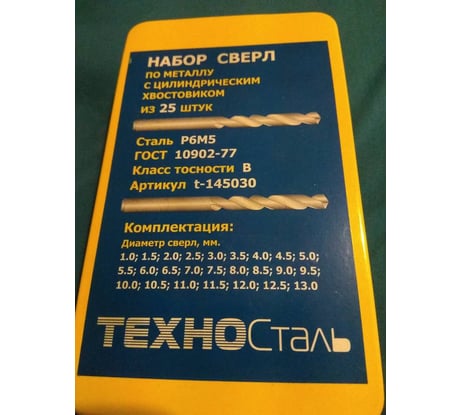 НАБОР СВЕРЛ
ПО МЕТАЛЛУ
С ЦИЛИНДРИЧЕСКИМ
ХВОСТОВИКОМ
ИЗ 25 ШТУК
Сталь Р6М5
ГОСТ 10902-77
Класс тосности В
Артикул t-145030
Комплектация:
Диаметр сверл, мм.
1.0; 1.5; 2.0; 2.5; 3.0; 3.5; 4.0; 4.5; 5.0;
5.5; 6.0; 6.5; 7.0; 7.5; 8.0; 8.5; 9.0; 9.5;
10.0; 10.5; 11.0; 11.5; 12.0; 12.5; 13.0
ТЕХНОСталь